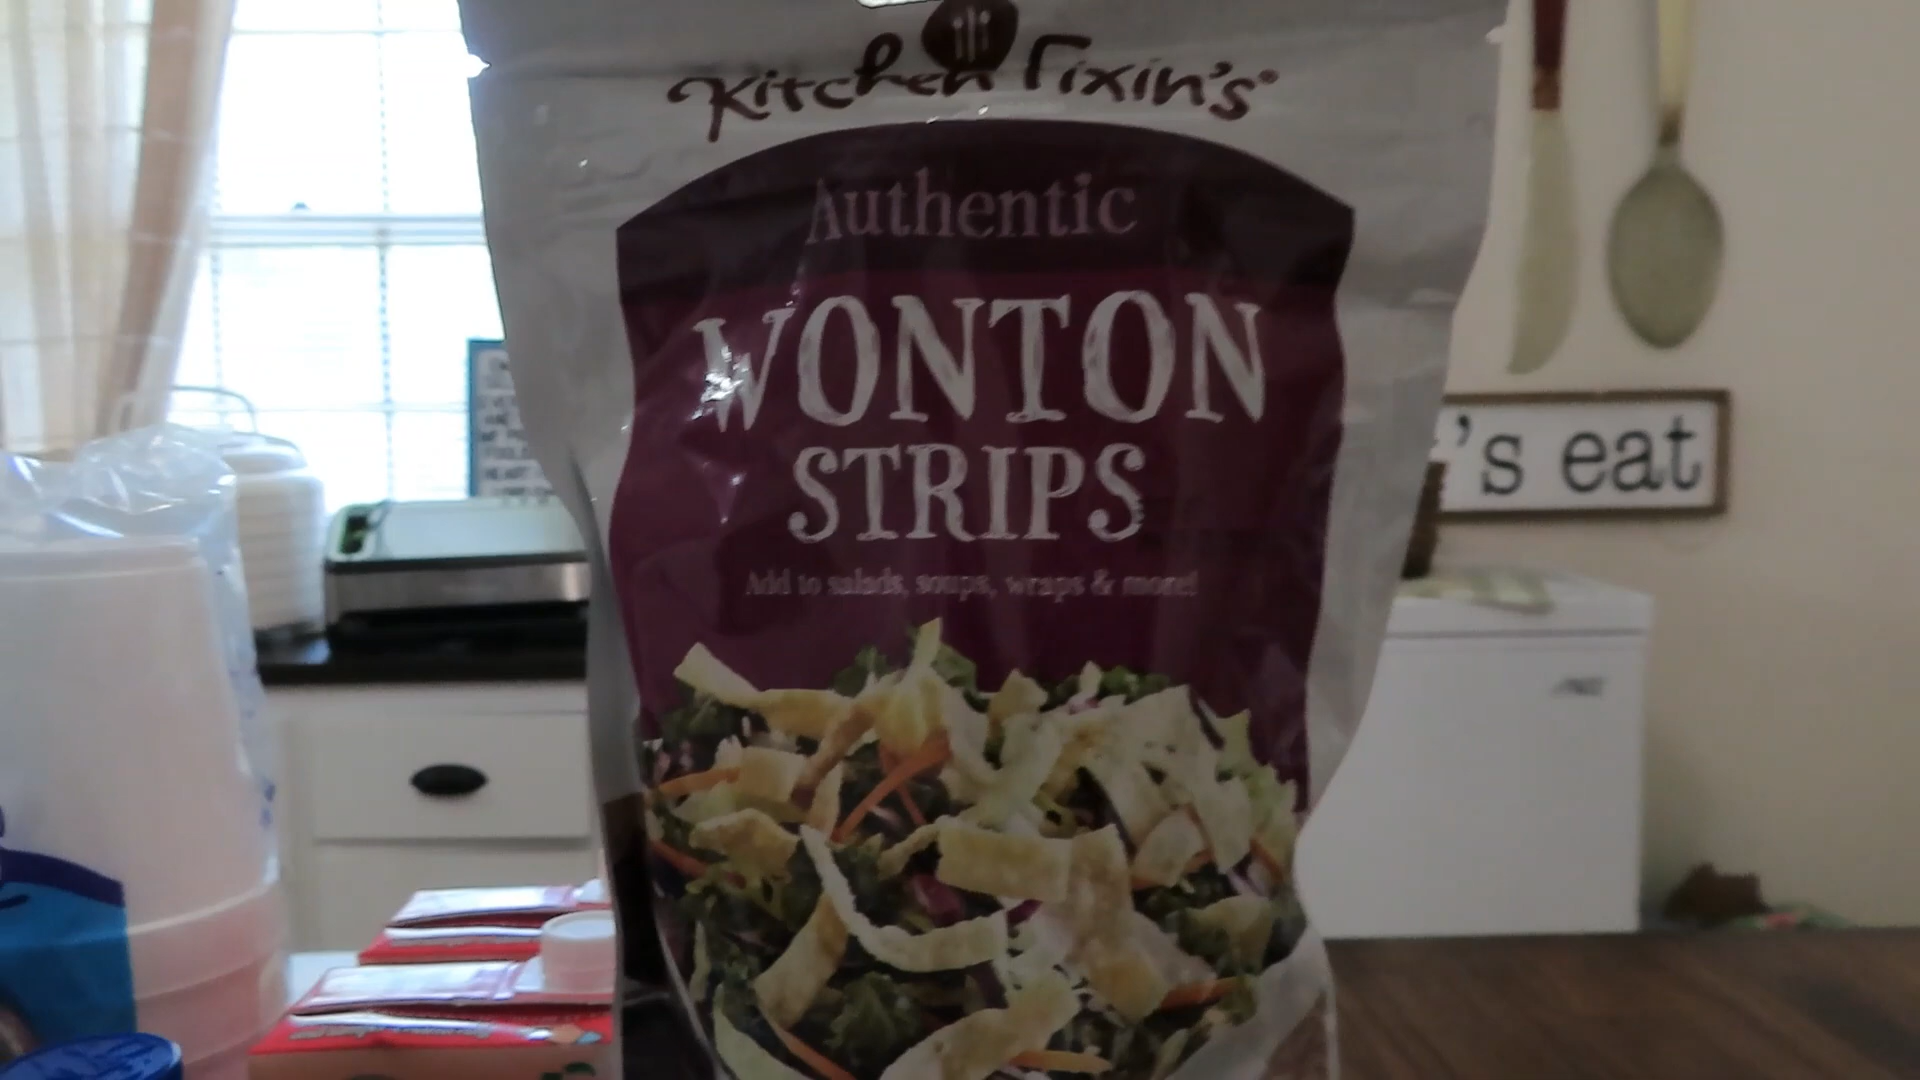 Kitchen Fixin's®
Authentic
WONTON
STRIPS
Add to salads, soups, wraps & more!
's eat